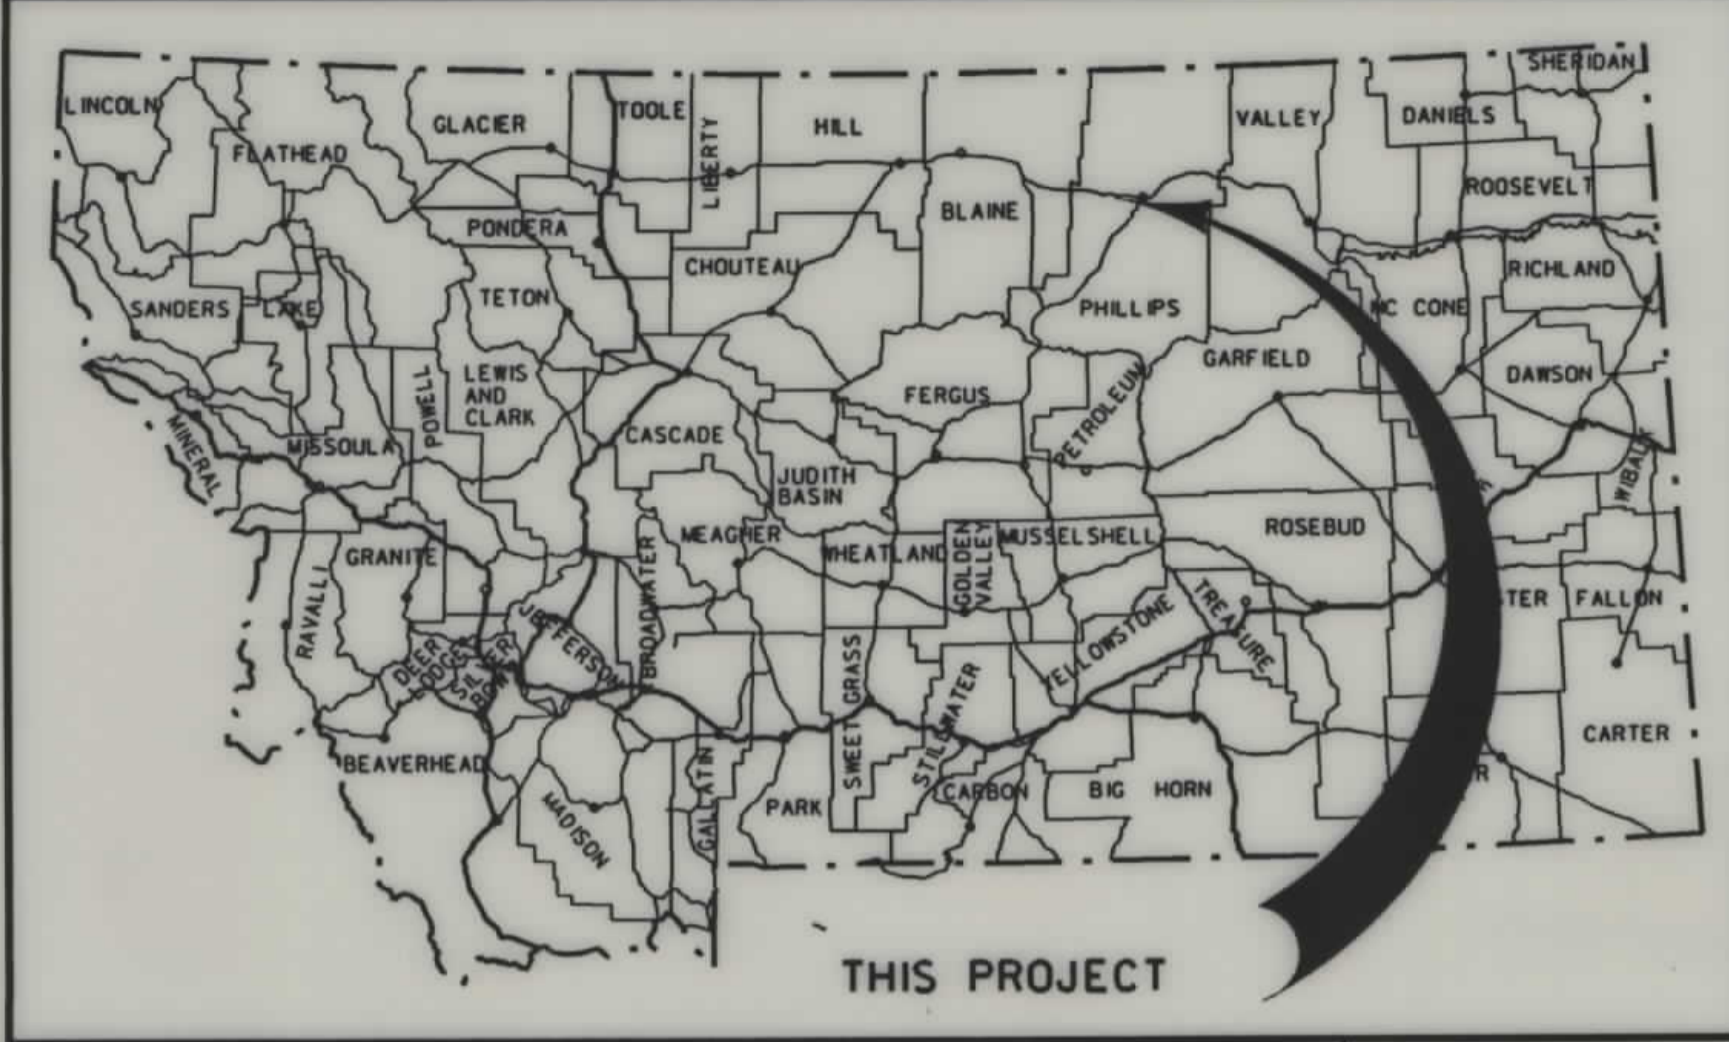 SHERIDAN
LINCOLN
TOOLE
GLACIER
HILL
VALLEY
DANIELS
LIBERTY
FLATHEAD
ROOSEVELT
BLAINE
PONDERA
CHOUTEAU
RICHLAND
SANDERS
LAKE
TETON
PHILLIPS
MC CONE
GARFIELD
DAWSON
POWELL
LEWIS
AND
CLARK
FERGUS
PETROLEUM
MINERAL
MISSOULA
CASCADE
JUDITH
BASIN
WIBAUX
MEAGHER
ROSEBUD
GRANITE
WHEATLAND
GOLDEN
VALLEY
MUSSELSHELL
RAVALLI
JEFFERSON
BROADWATER
TREASURE
STER
FALLON
DEER
LODGE
SILVER
BOW
YELLOWSTONE
SWEET GRASS
STILLWATER
CARTER
BEAVERHEAD
GALLATIN
MADISON
PARK
CARBON
BIG HORN
R
THIS PROJECT